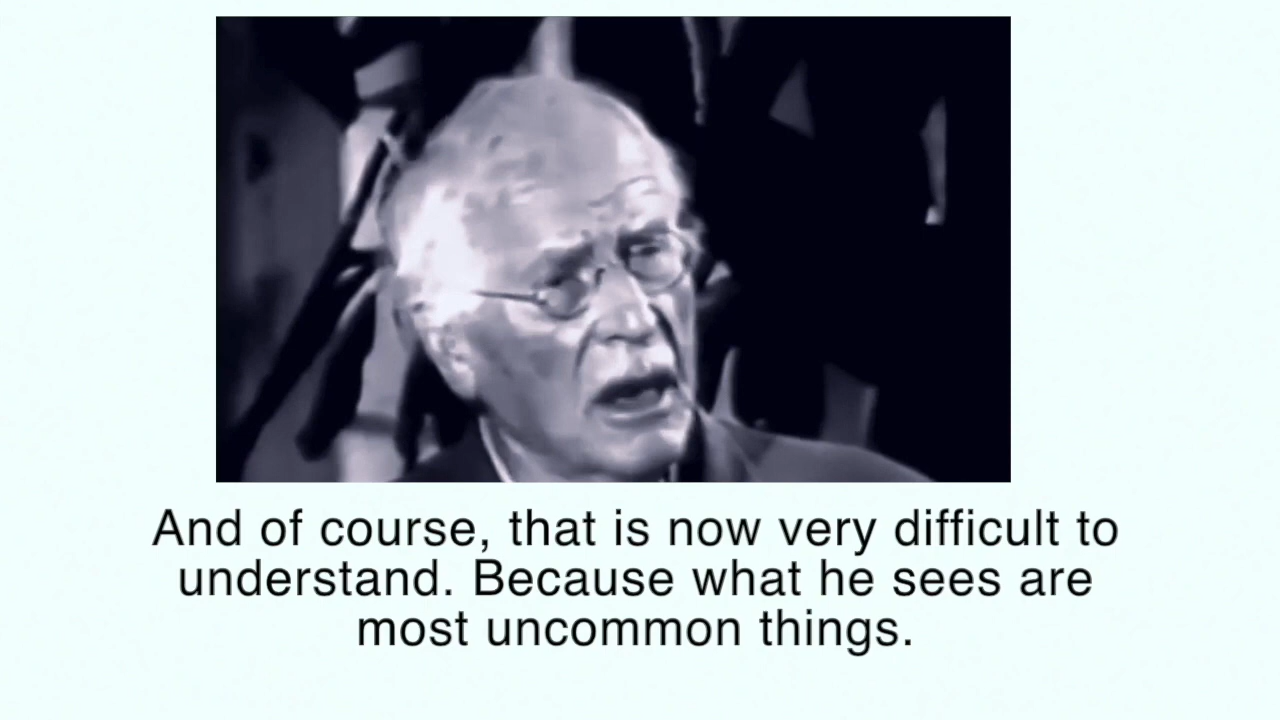 And of course, that is now very difficult to
understand. Because what he sees are
most uncommon things.